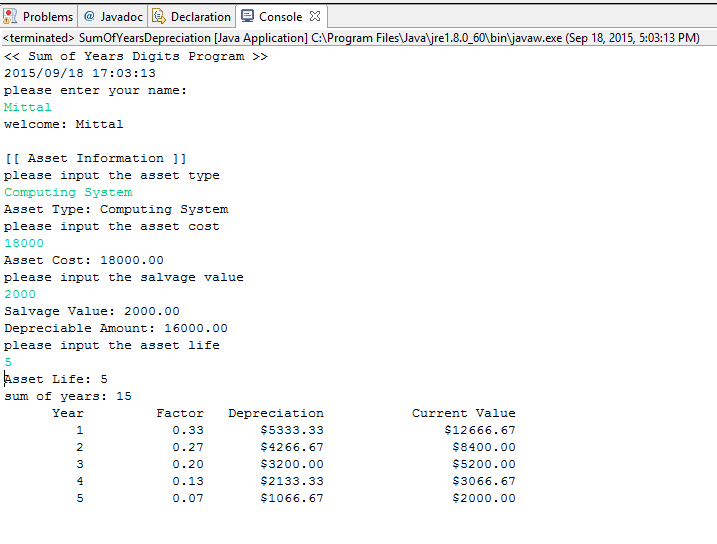 Problems @ Javadoc Declaration Console
<terminated> SumOfYearsDepreciation [Java Application] C:\Program Files\Java\jre1.8.0_60\bin\javaw.exe (Sep 18, 2015, 5:03:13 PM)
<< Sum of Years Digits Program >>
2015/09/18 17:03:13
please enter your name:
Mittal
welcome: Mittal
[[ Asset Information ]]
please input the asset type
Computing System
Asset Type: Computing System
please input the asset cost
18000
Asset Cost: 18000.00
please input the salvage value
2000
Salvage Value: 2000.00
Depreciable Amount: 16000.00
please input the asset life
5
Asset Life: 5
sum of years: 15
Year Factor Depreciation Current Value
1 0.33 $5333.33 $12666.67
2 0.27 $4266.67 $8400.00
3 0.20 $3200.00 $5200.00
4 0.13 $2133.33 $3066.67
5 0.07 $1066.67 $2000.00